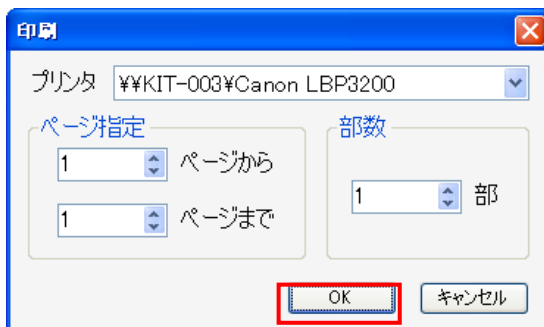 印刷
プリンタ ¥¥KIT-003¥Canon LBP3200
ページ指定
1 ページから
1 ページまで
部数
1 部
OK キャンセル